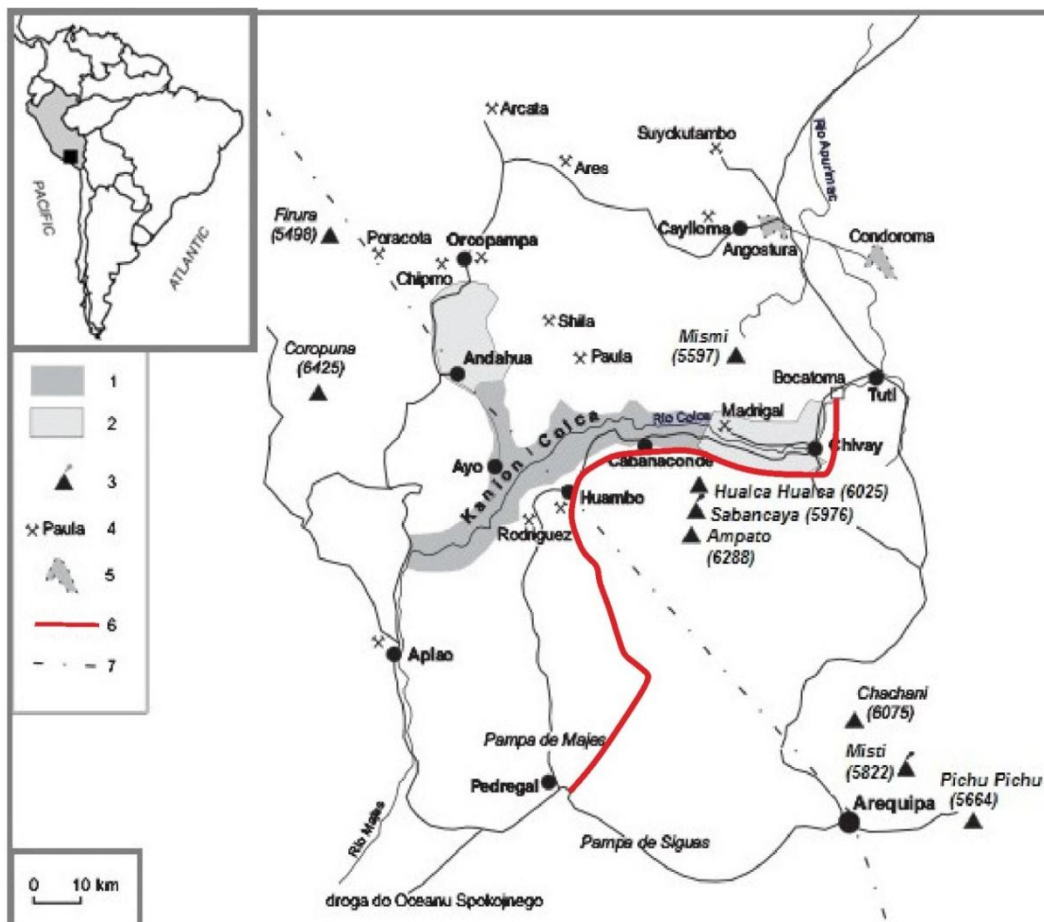 PACIFIC
ATLANTIC
1
2
3
Paula 4
5
6
7
0 10 km
Arcata
Ares
Suyckutambo
Rio Apurimac
Firura
(5498)
Poracota
Orcopampa
Chipmo
Caylloma
Angostura
Condoroma
Shila
Paula
Mismi
(5597)
Coropuna
(6425)
Andahua
Bocatoma
Tuti
Madrigal
Rio Colca
Chivay
Kanion Colca
Cabanaconde
Ayo
Huambo
Rodriguez
Hualca Hualca (6025)
Sabancaya (5976)
Ampato
(6288)
Aplao
Chachani
(6075)
Misti
(5822)
Pichu Pichu
(5664)
Pampa de Majes
Pedregal
Arequipa
Rio Majes
Pampa de Siguas
droga do Oceanu Spokojnego